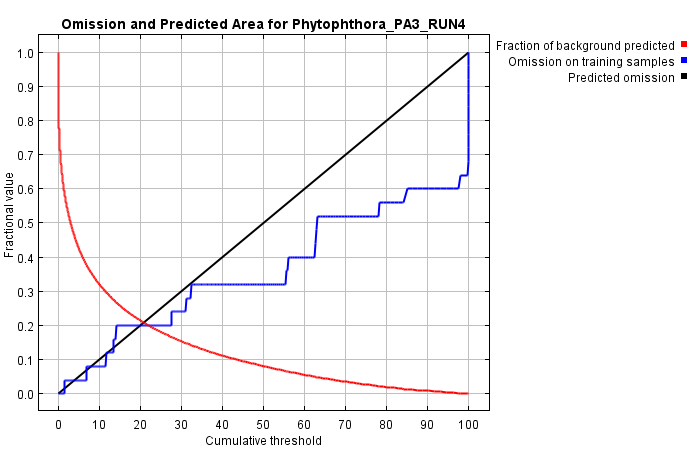 Omission and Predicted Area for Phytophthora_PA3_RUN4
Fraction of background predicted
Omission on training samples
Predicted omission
Fractional value
1.0
0.9
0.8
0.7
0.6
0.5
0.4
0.3
0.2
0.1
0.0
0 10 20 30 40 50 60 70 80 90 100
Cumulative threshold